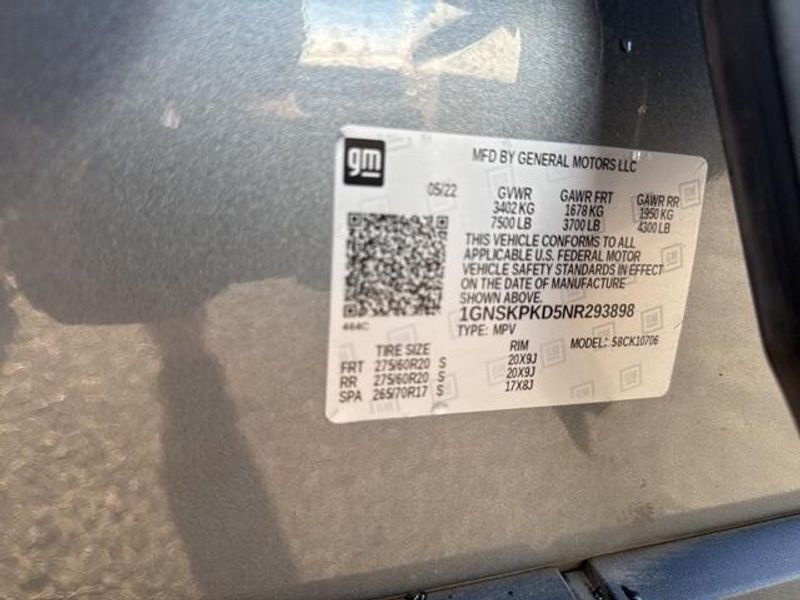 gm
MFD BY GENERAL MOTORS LLC
05/22 GVWR GAWR FRT GAWR RR
3402 KG 1678 KG 1950 KG
7500 LB 3700 LB 4300 LB
THIS VEHICLE CONFORMS TO ALL
APPLICABLE U.S. FEDERAL MOTOR
VEHICLE SAFETY STANDARDS IN EFFECT
ON THE DATE OF MANUFACTURE
SHOWN ABOVE.
464C
1GNSKPKD5NR293898
TYPE: MPV MODEL: 58CK10706
TIRE SIZE RIM
FRT 275/60R20 S 20X9J
RR 275/60R20 S 20X9J
SPA 265/70R17 S 17X8J